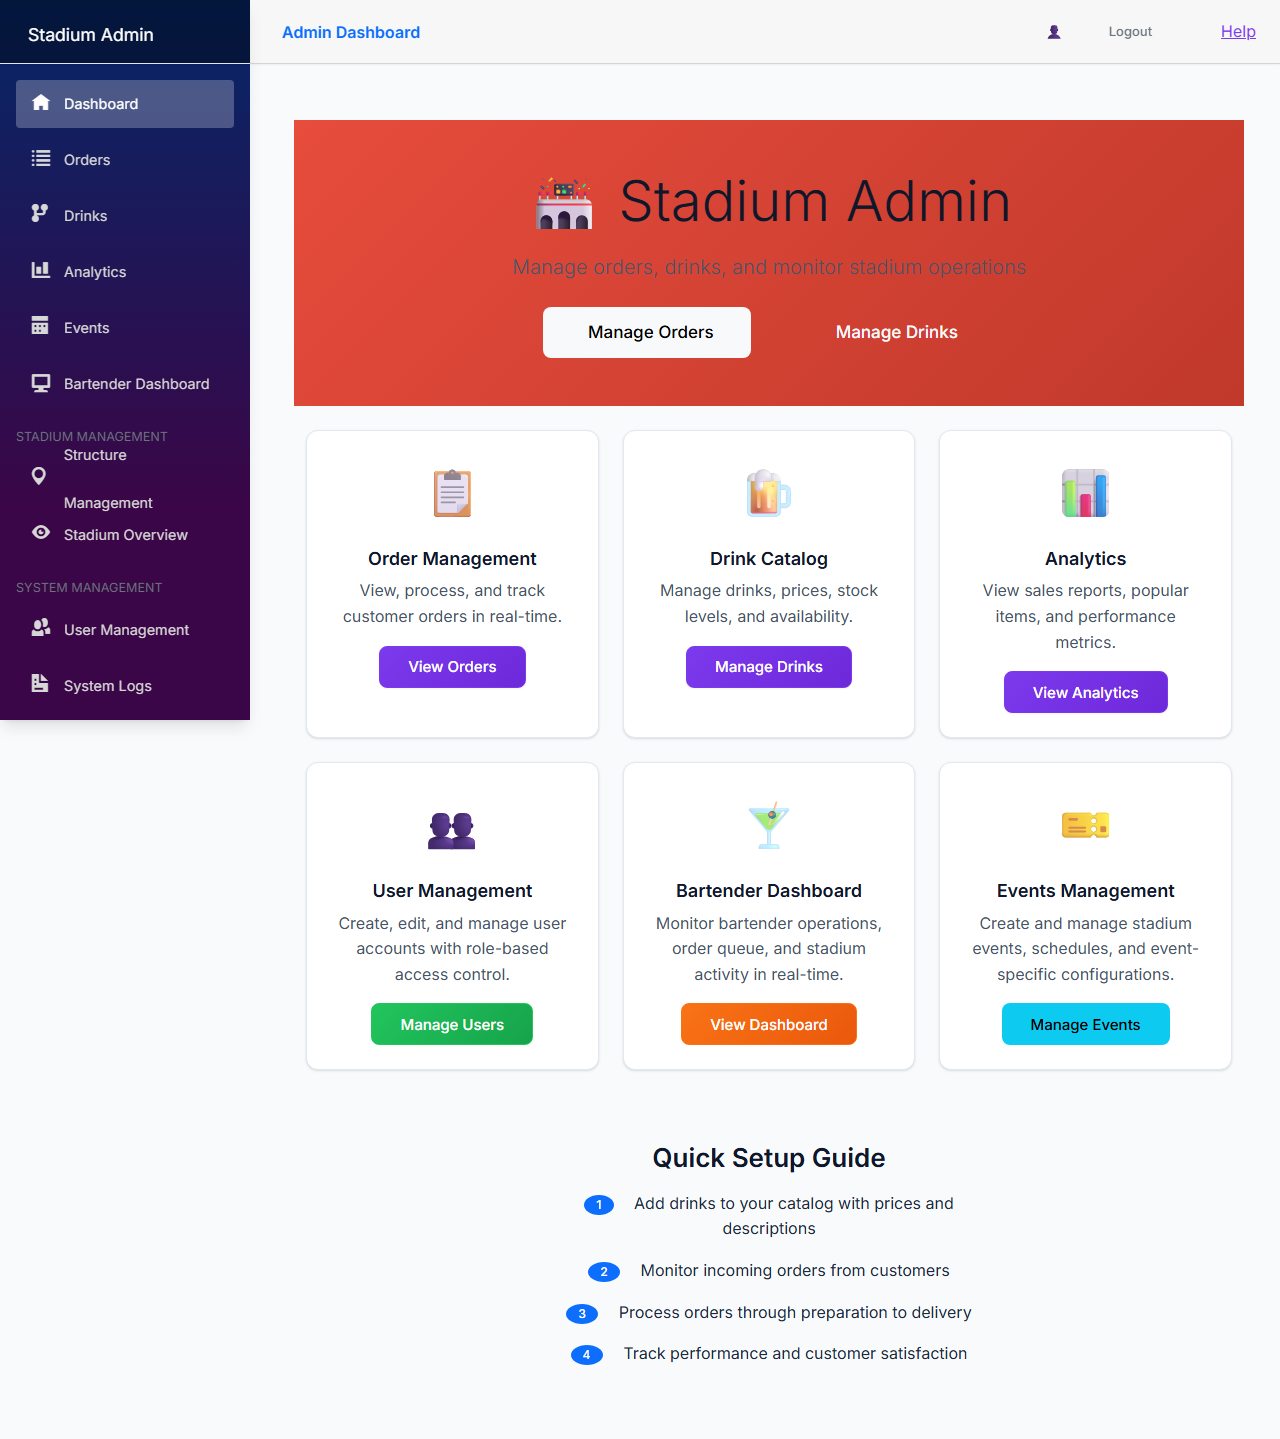 Stadium Admin
Admin Dashboard
Logout
Help
Dashboard
Orders
Drinks
Analytics
Events
Bartender Dashboard
STADIUM MANAGEMENT
Structure
Management
Stadium Overview
SYSTEM MANAGEMENT
User Management
System Logs
Stadium Admin
Manage orders, drinks, and monitor stadium operations
Manage Orders
Manage Drinks
Order Management
View, process, and track
customer orders in real-time.
View Orders
Drink Catalog
Manage drinks, prices, stock
levels, and availability.
Manage Drinks
Analytics
View sales reports, popular
items, and performance
metrics.
View Analytics
User Management
Create, edit, and manage user
accounts with role-based
access control.
Manage Users
Bartender Dashboard
Monitor bartender operations,
order queue, and stadium
activity in real-time.
View Dashboard
Events Management
Create and manage stadium
events, schedules, and event-
specific configurations.
Manage Events
Quick Setup Guide
1 Add drinks to your catalog with prices and
descriptions
2 Monitor incoming orders from customers
3 Process orders through preparation to delivery
4 Track performance and customer satisfaction